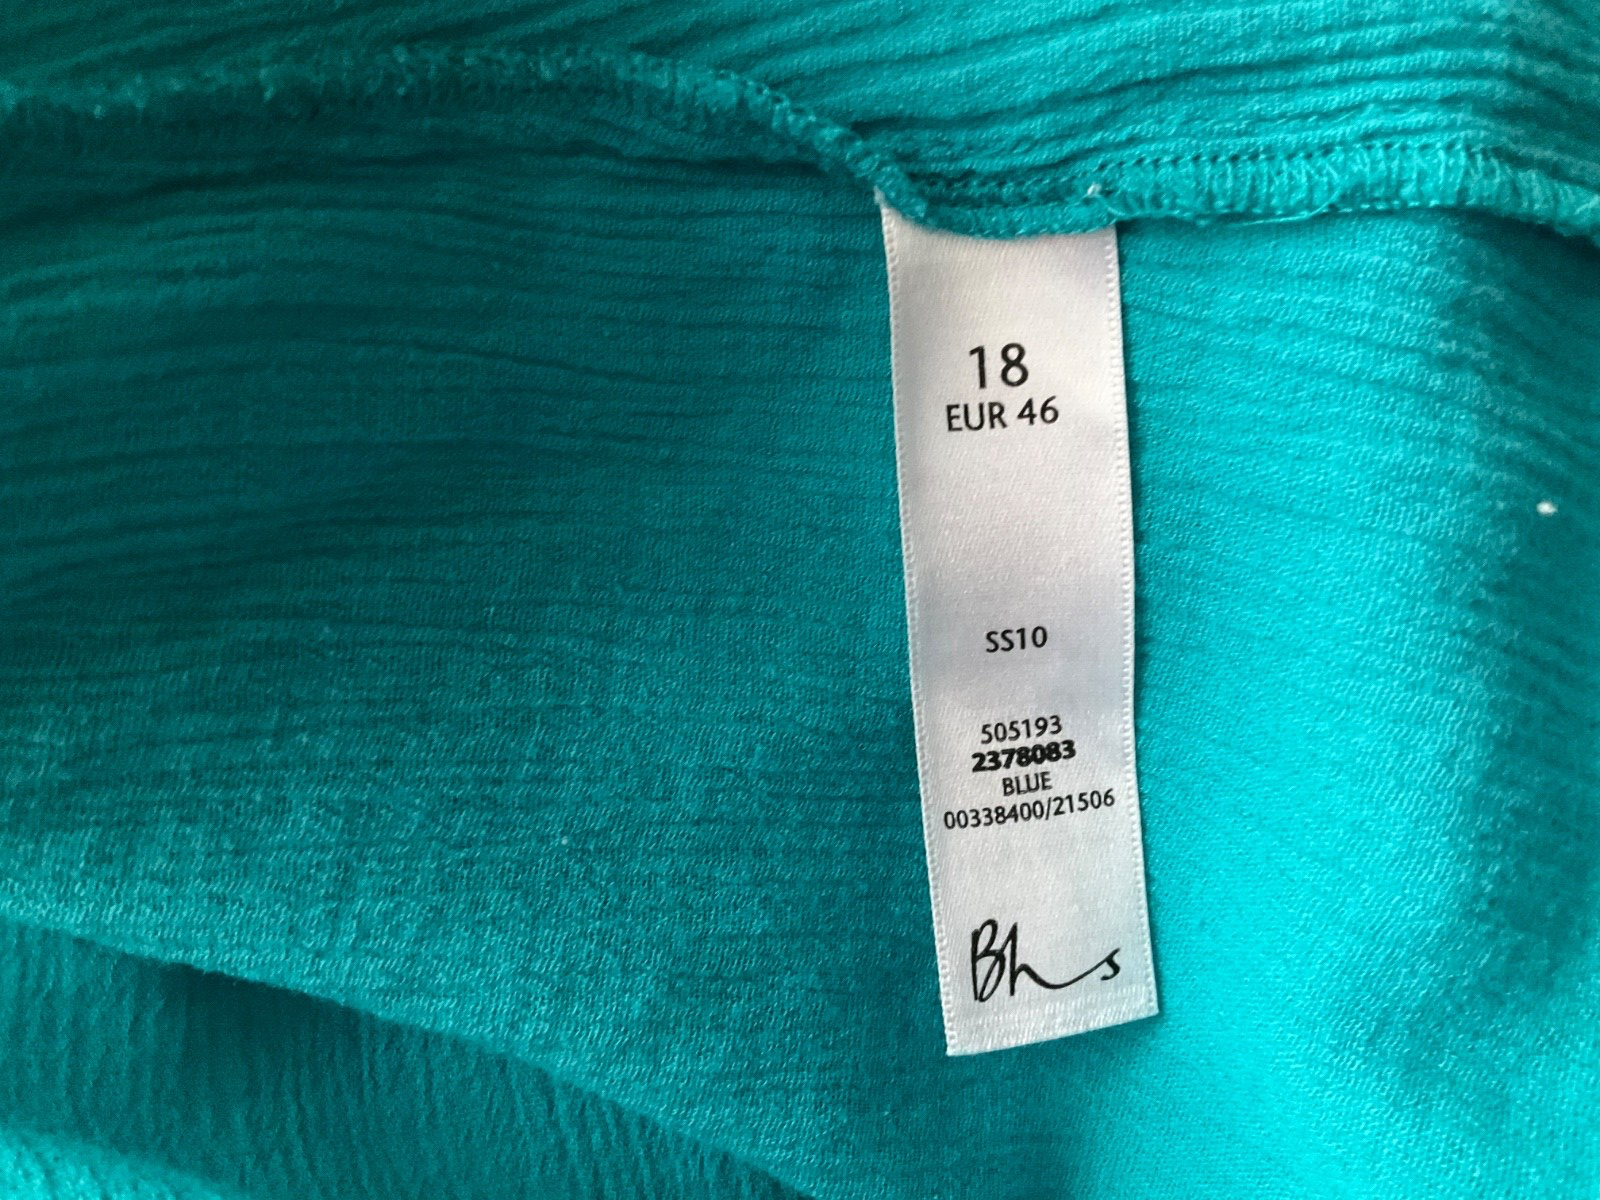 18
EUR 46
SS10
505193
2378083
BLUE
00338400/21506
Bhs